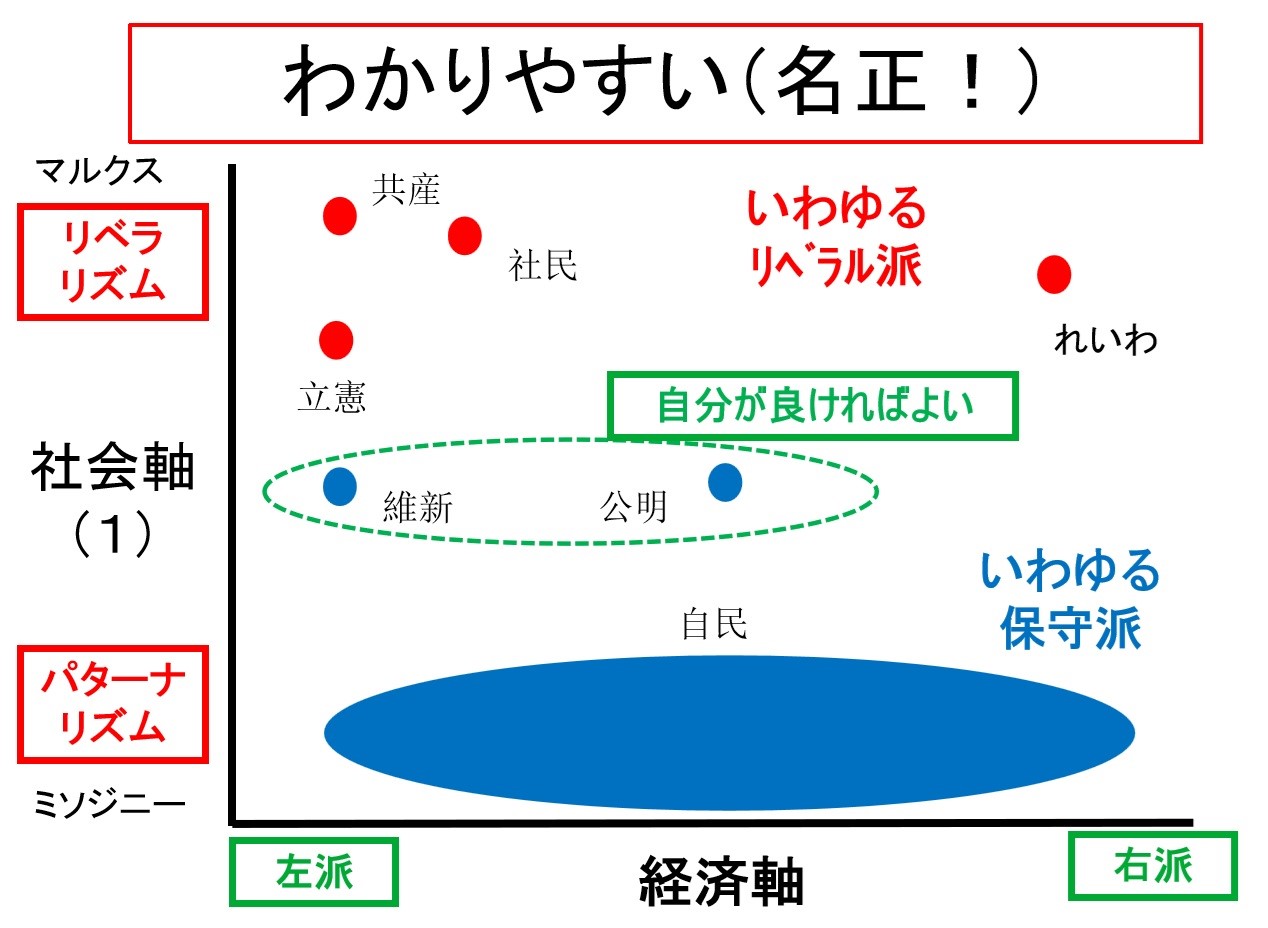 わかりやすい（名正！）
マルクス
リベラ
リズム
共産
社民
いわゆる
ﾘﾍﾞﾗﾙ派
れいわ
立憲
自分が良ければよい
社会軸
（１）
維新
公明
いわゆる
保守派
自民
パターナ
リズム
ミソジニー
左派
経済軸
右派